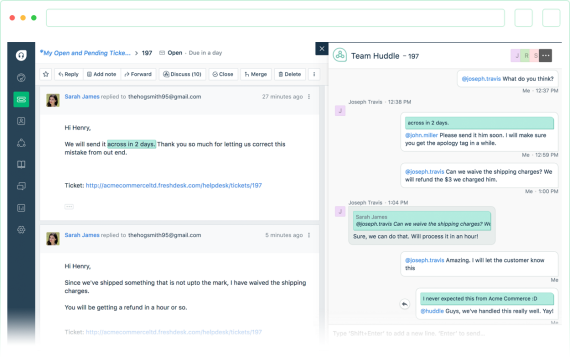 "My Open and Pending Ticke... > 197 Open - Due in a day
Reply Add note Forward Discuss (10) Close Merge Delete
Sarah James replied to thehogsmith95@gmail.com 27 minutes ago
Hi Henry,
We will send it across in 2 days. Thank you so much for letting us correct this
mistake from out end.
Ticket: http://acmecommerceltd.freshdesk.com/helpdesk/tickets/197
Sarah James replied to thehogsmith95@gmail.com 5 minutes ago
Hi Henry,
Since we've shipped something that is not upto the mark, I have waived the shipping
charges.
You will be getting a refund in a hour or so.
Ticket: http://acmecommerceltd.freshdesk.com/helpdesk/tickets/197
Team Huddle - 197
J R S
@joseph.travis What do you think?
Me : 12:37 PM
Joseph Travis - 12:38 PM
J
across in 2 days.
@john.miller Please send it him soon. I will make sure
you get the apology tag in a while.
Me - 12:59 PM
@joseph.travis Can we waive the shipping charges? We
will refund the $3 we charged him.
Me - 1:00 PM
Joseph Travis - 1:04 PM
J
Sarah James
@joseph.travis Can we waive the shipping charges? We
Sure, we can do that. Will process it in an hour!
@joseph.travis Amazing. I will let the customer know
this
Me
I never expected this from Acme Commerce :D
@huddle Guys, we've handled this really well. Yay!
Me
Type 'Shift+Enter' to add a new line, 'Enter' to send...